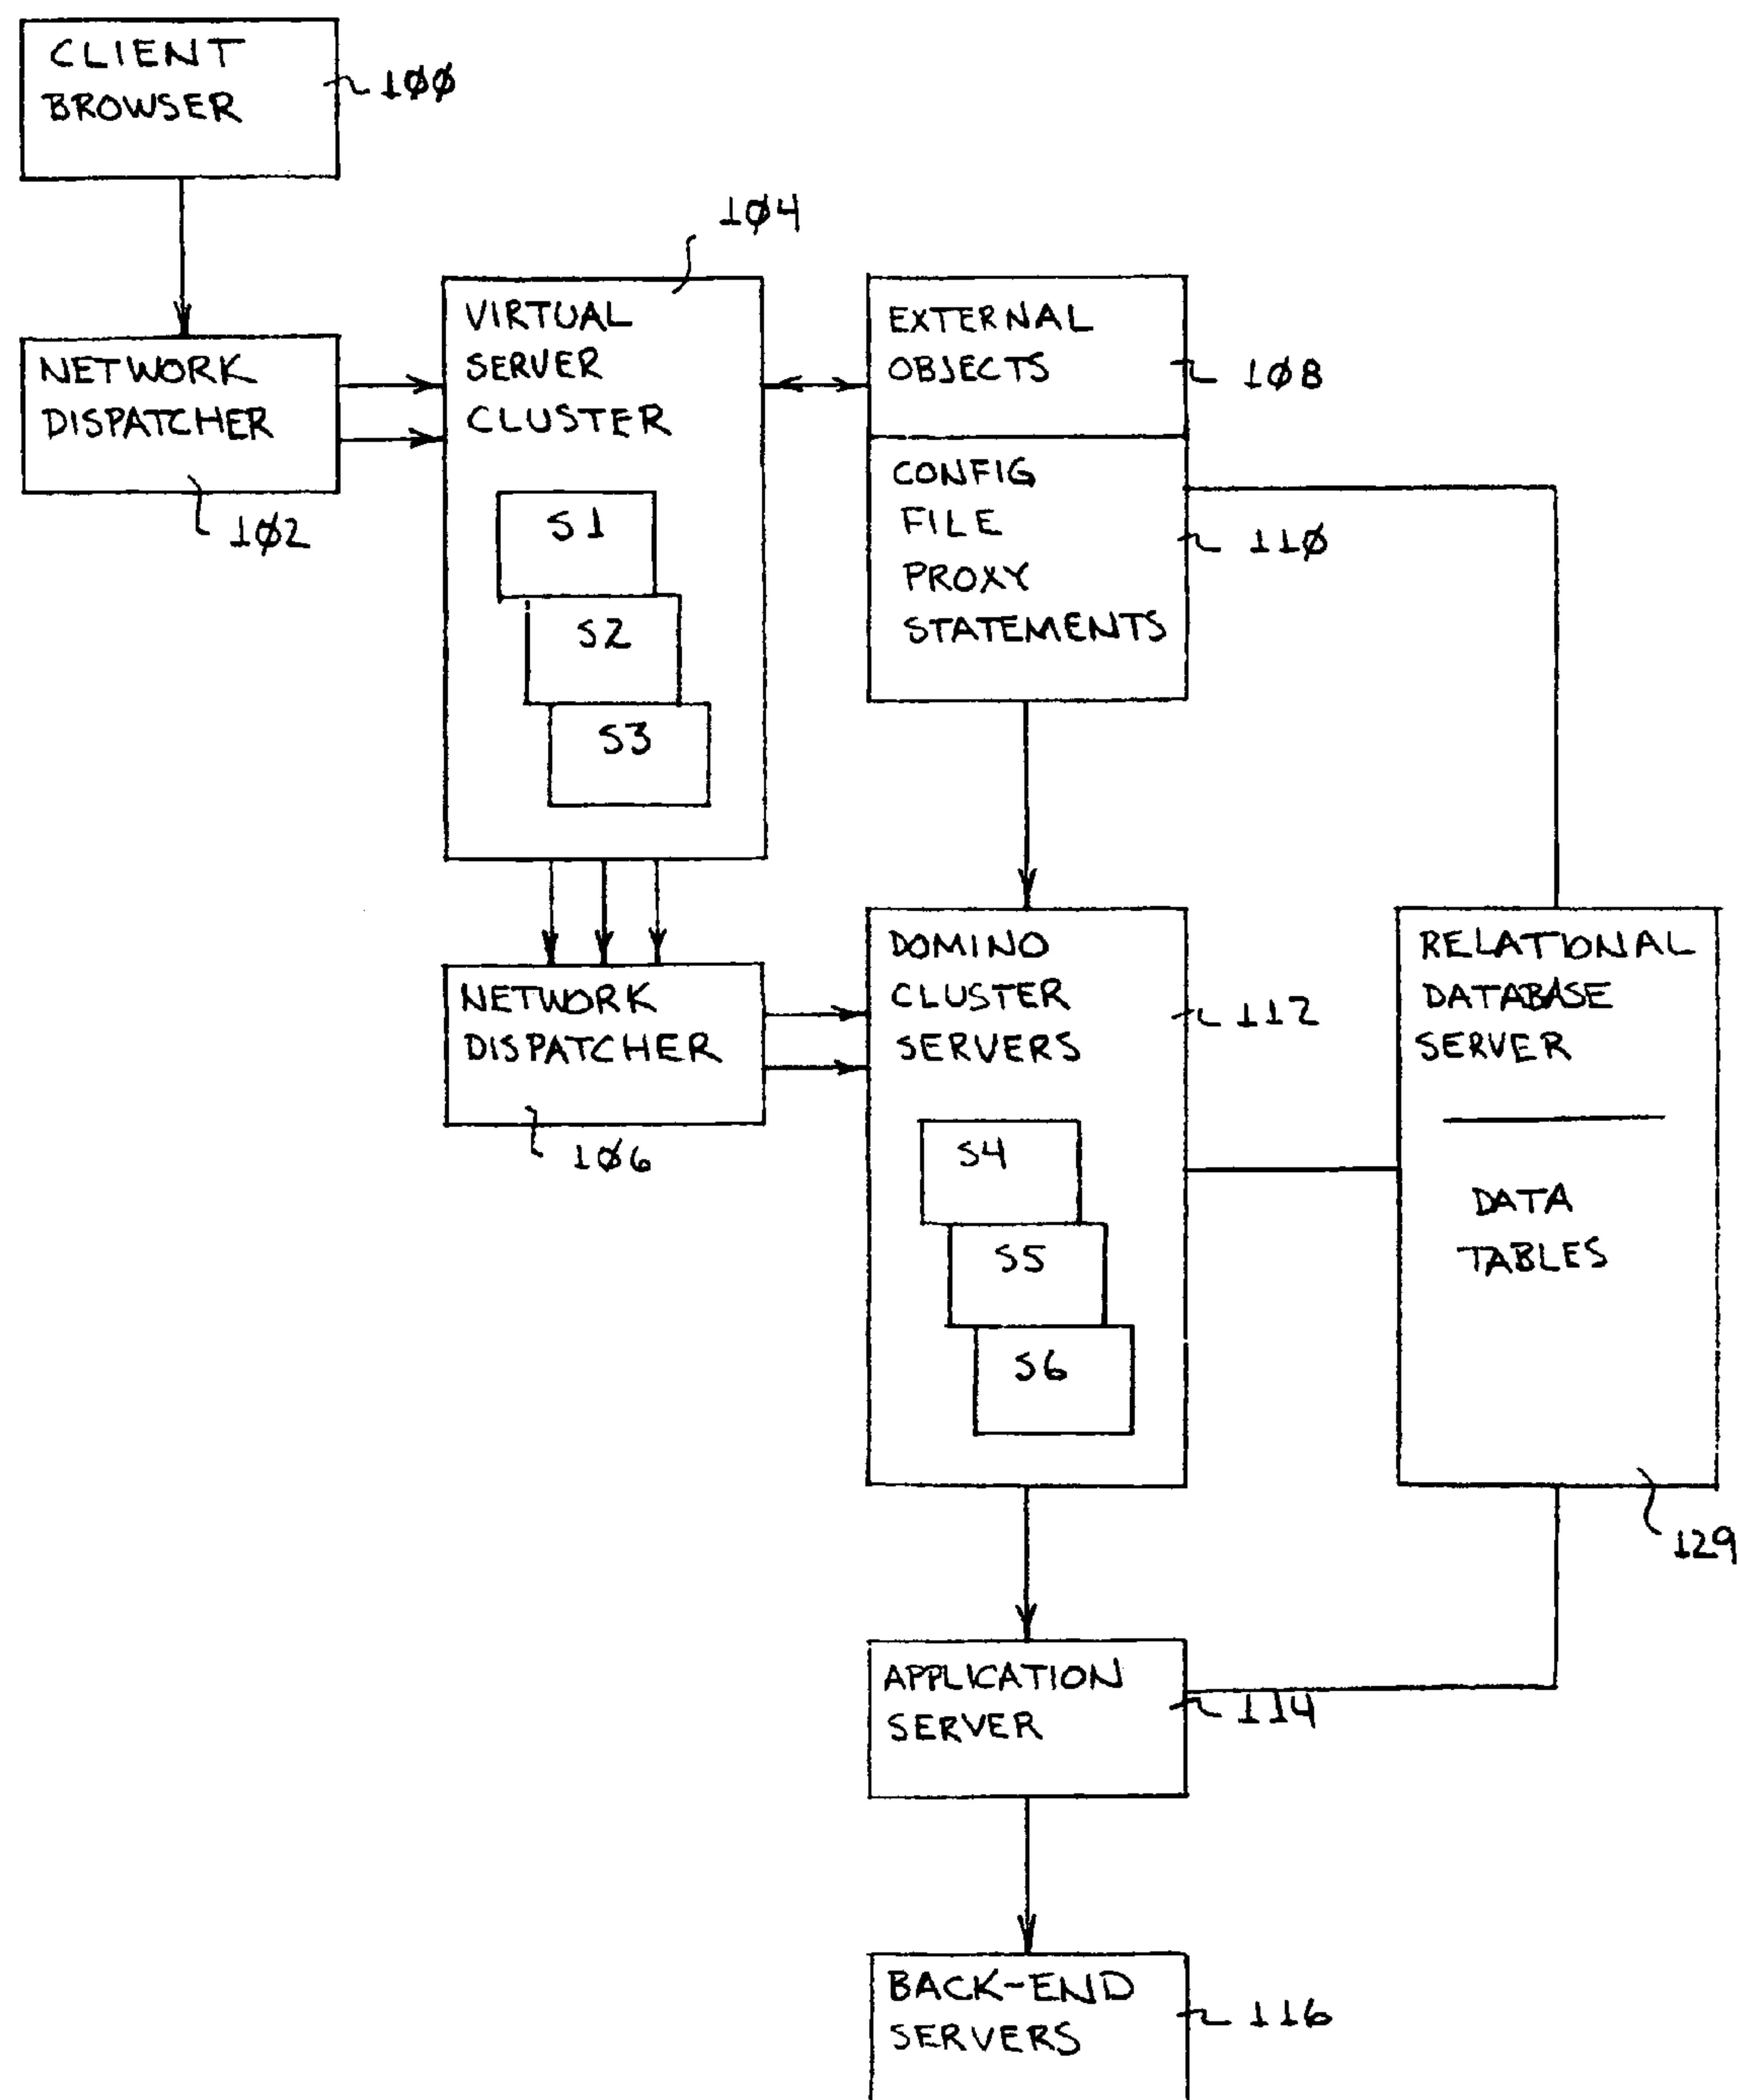 CLIENT
BROWSER
100
104
VIRTUAL
SERVER
CLUSTER
EXTERNAL
OBJECTS
108
NETWORK
DISPATCHER
102
CONFIG
FILE
PROXY
STATEMENTS
110
S1
S2
S3
NETWORK
DISPATCHER
106
DOMINO
CLUSTER
SERVERS
112
RELATIONAL
DATABASE
SERVER
DATA
TABLES
129
S4
S5
S6
APPLICATION
SERVER
114
BACK-END
SERVERS
116